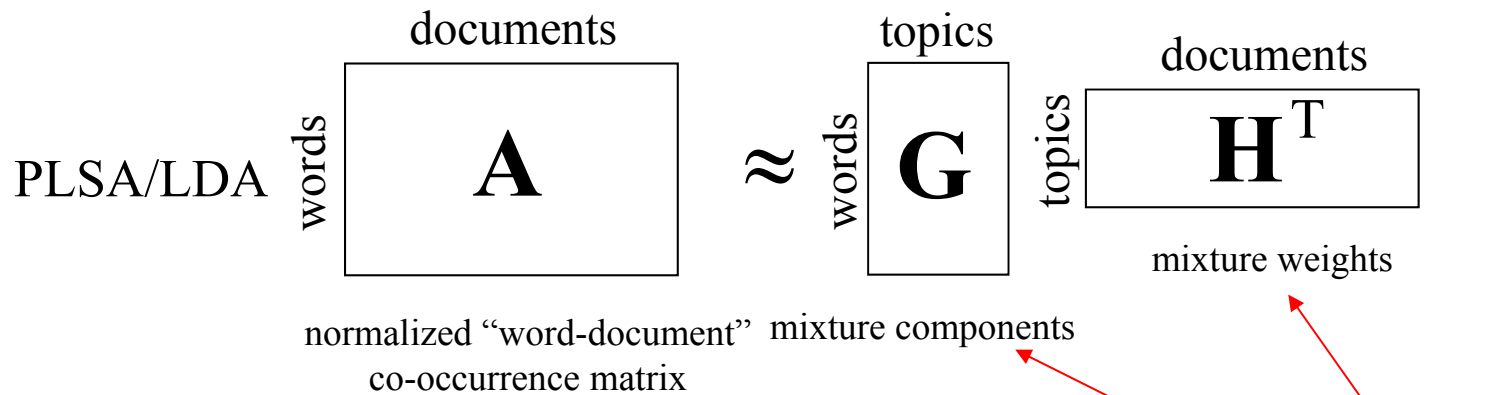 documents
topics
documents
PLSA/LDA
words
A
≈
words
G
topics
H T
mixture weights
normalized “word-document”
co-occurrence matrix
mixture components